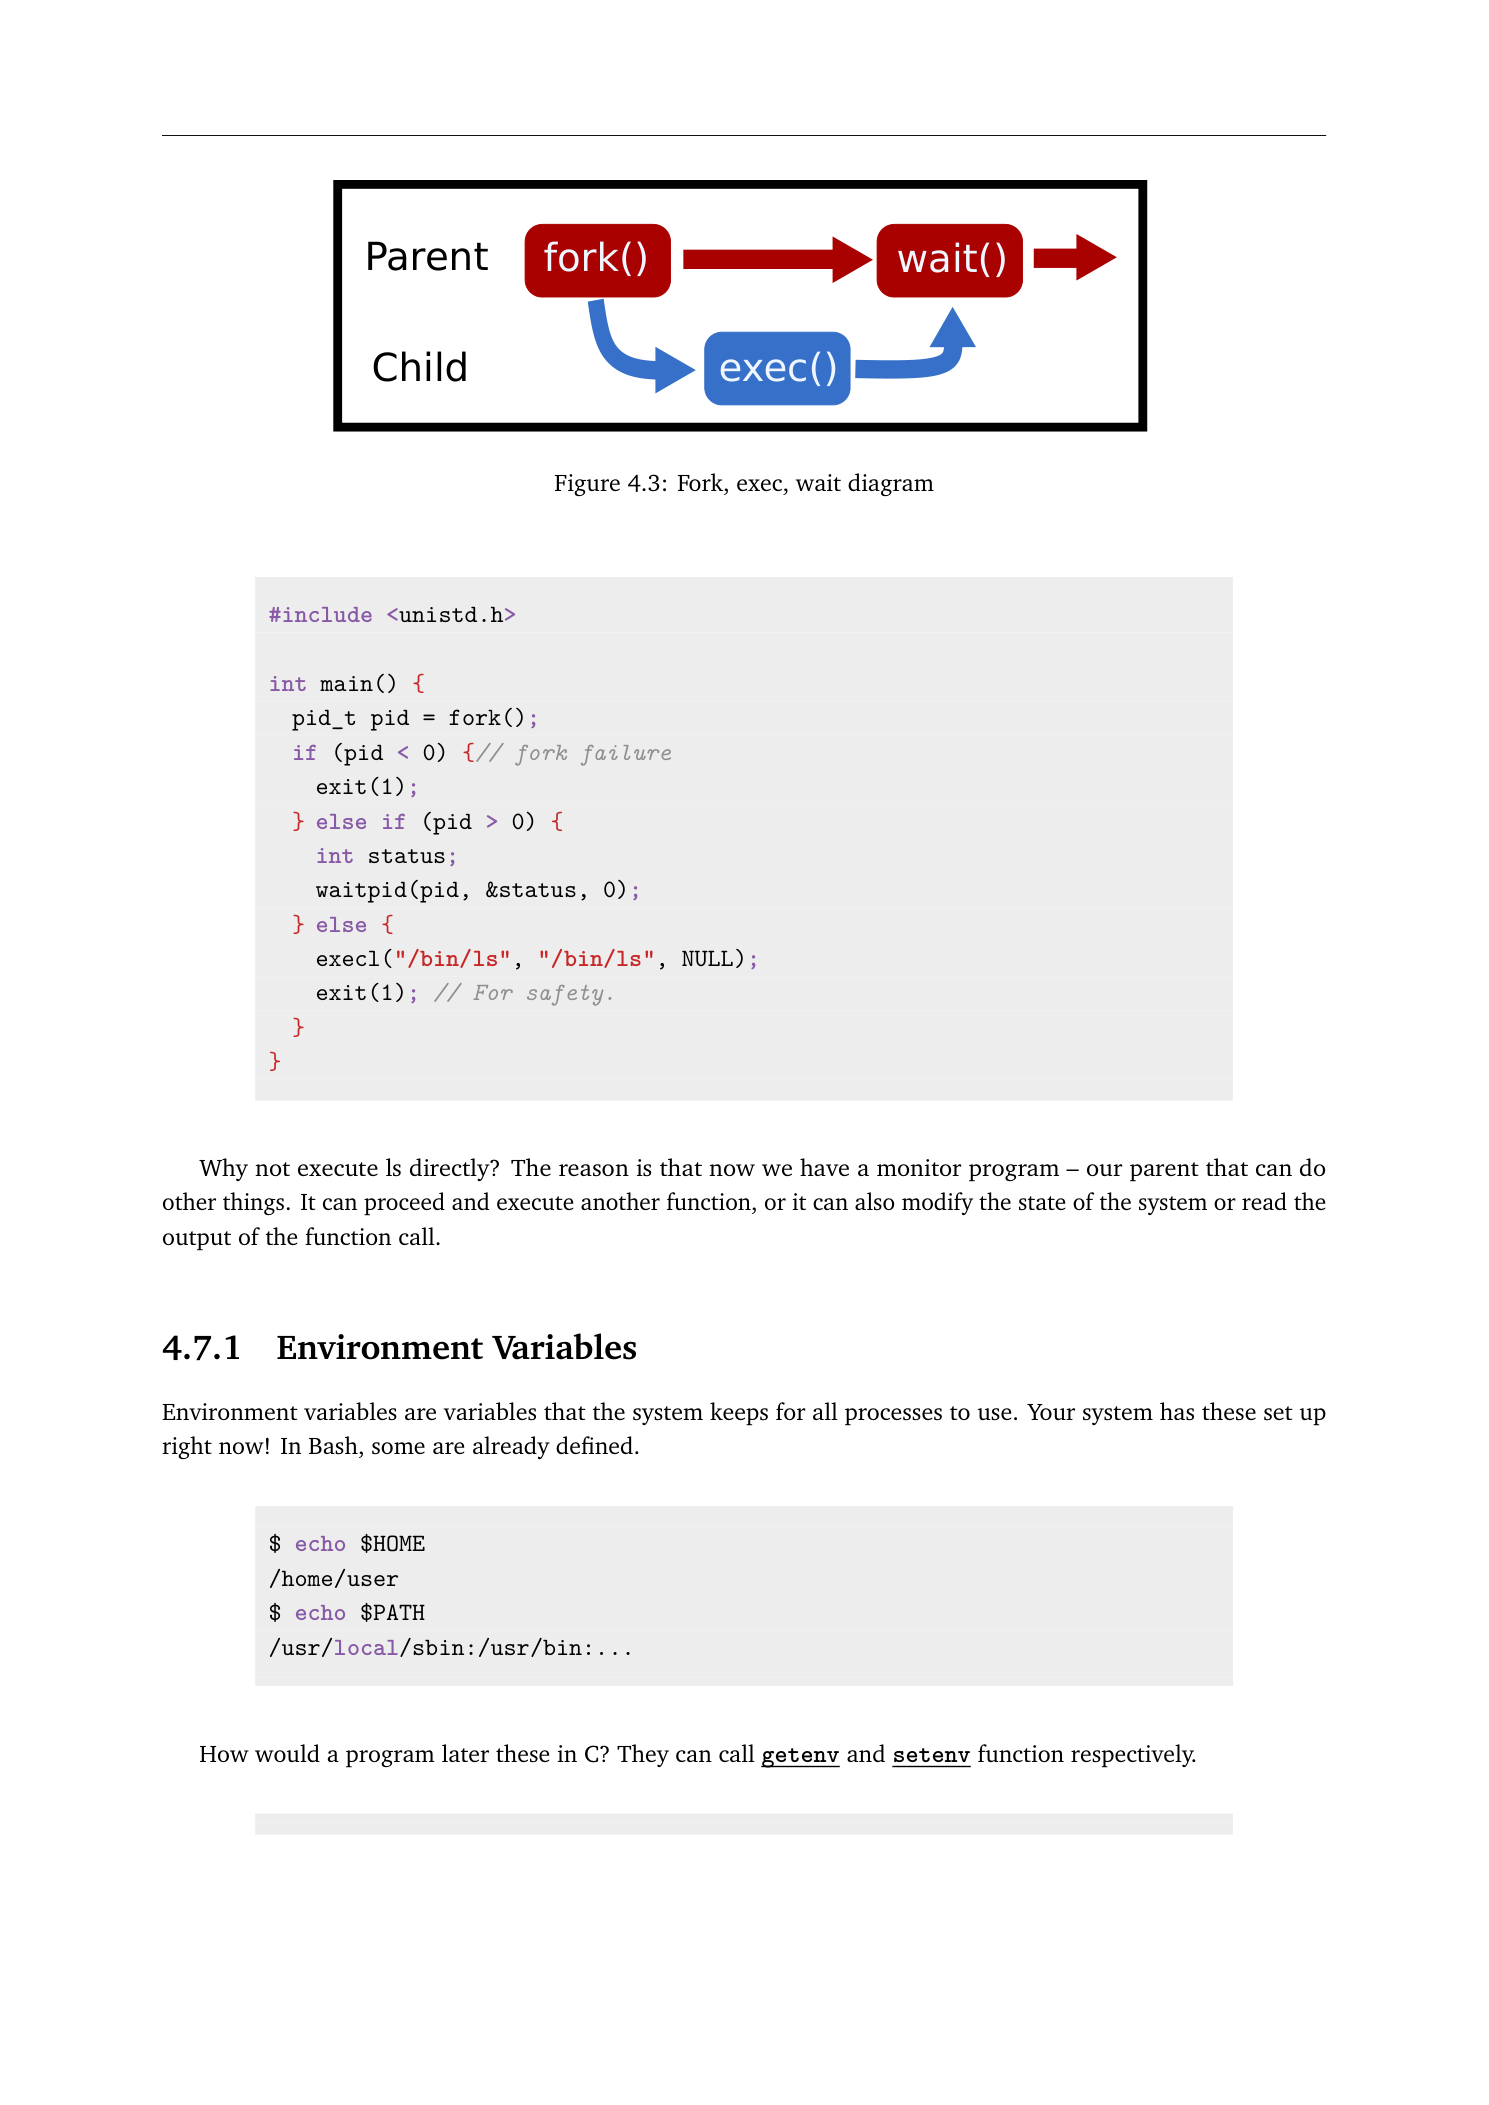 Parent fork() wait()
Child exec()
Figure 4.3: Fork, exec, wait diagram
#include <unistd.h>
int main() {
pid_t pid = fork();
if (pid < 0) {// fork failure
exit(1);
} else if (pid > 0) {
int status;
waitpid(pid, &status, 0);
} else {
execl("/bin/ls", "/bin/ls", NULL);
exit(1); // For safety.
}
}
Why not execute ls directly? The reason is that now we have a monitor program – our parent that can do
other things. It can proceed and execute another function, or it can also modify the state of the system or read the
output of the function call.
4.7.1 Environment Variables
Environment variables are variables that the system keeps for all processes to use. Your system has these set up
right now! In Bash, some are already defined.
$ echo $HOME
/home/user
$ echo $PATH
/usr/local/sbin:/usr/bin:...
How would a program later these in C? They can call getenv and setenv function respectively.